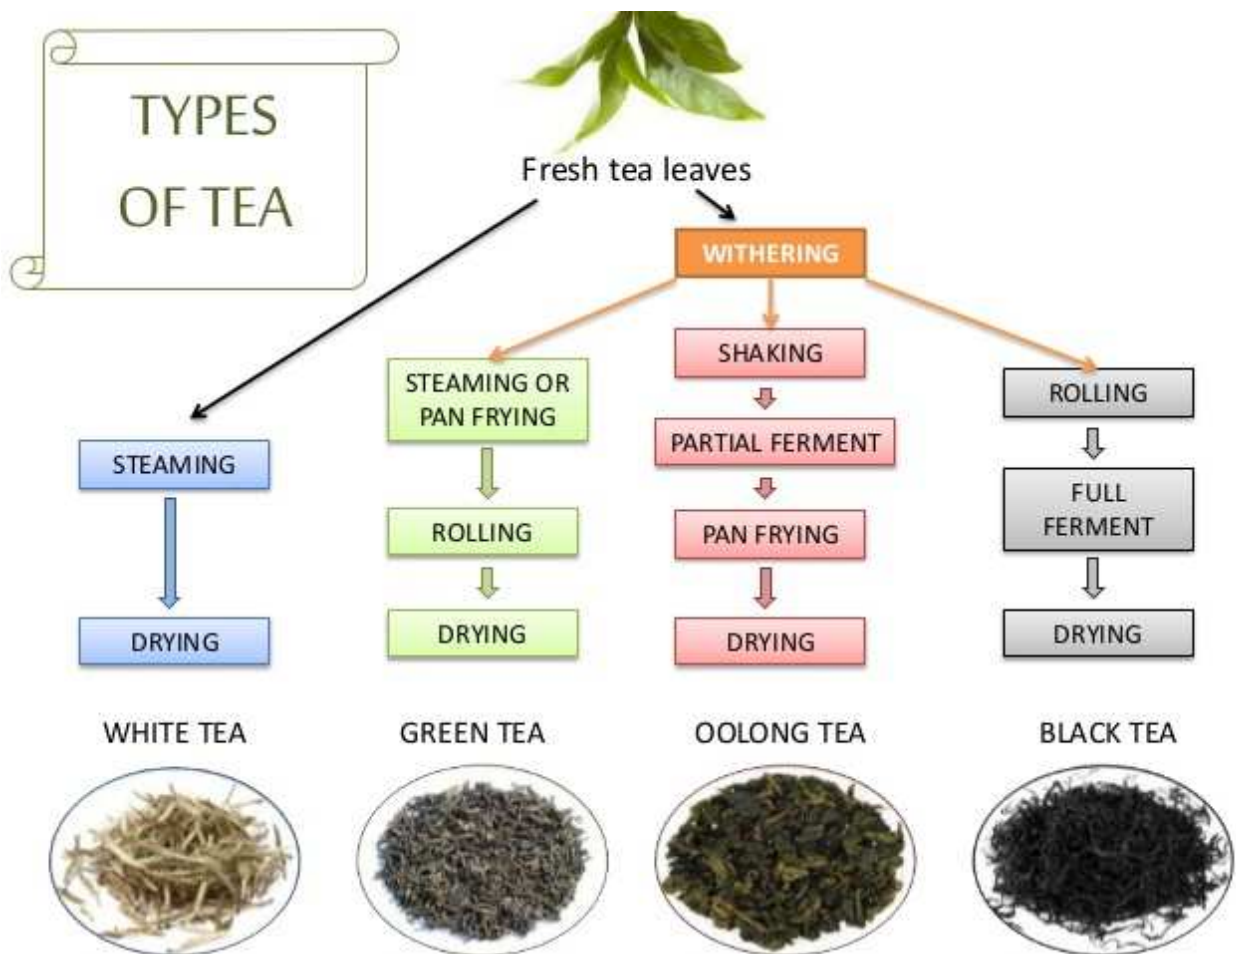 TYPES
OF TEA
Fresh tea leaves
WITHERING
STEAMING
DRYING
WHITE TEA
STEAMING OR
PAN FRYING
ROLLING
DRYING
GREEN TEA
SHAKING
PARTIAL FERMENT
PAN FRYING
DRYING
OOLONG TEA
ROLLING
FULL
FERMENT
DRYING
BLACK TEA